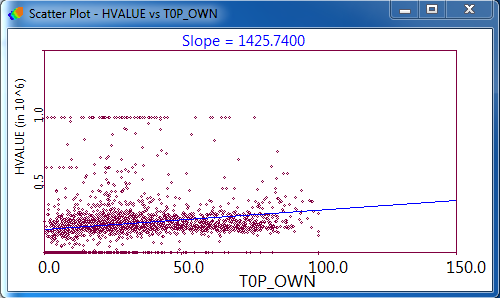 Scatter Plot - HVALUE vs T0P_OWN
Slope = 1425.7400
HVALUE (in 10 ^6)
1.0
0.5
0.0 50.0 100.0 150.0
T0P_OWN